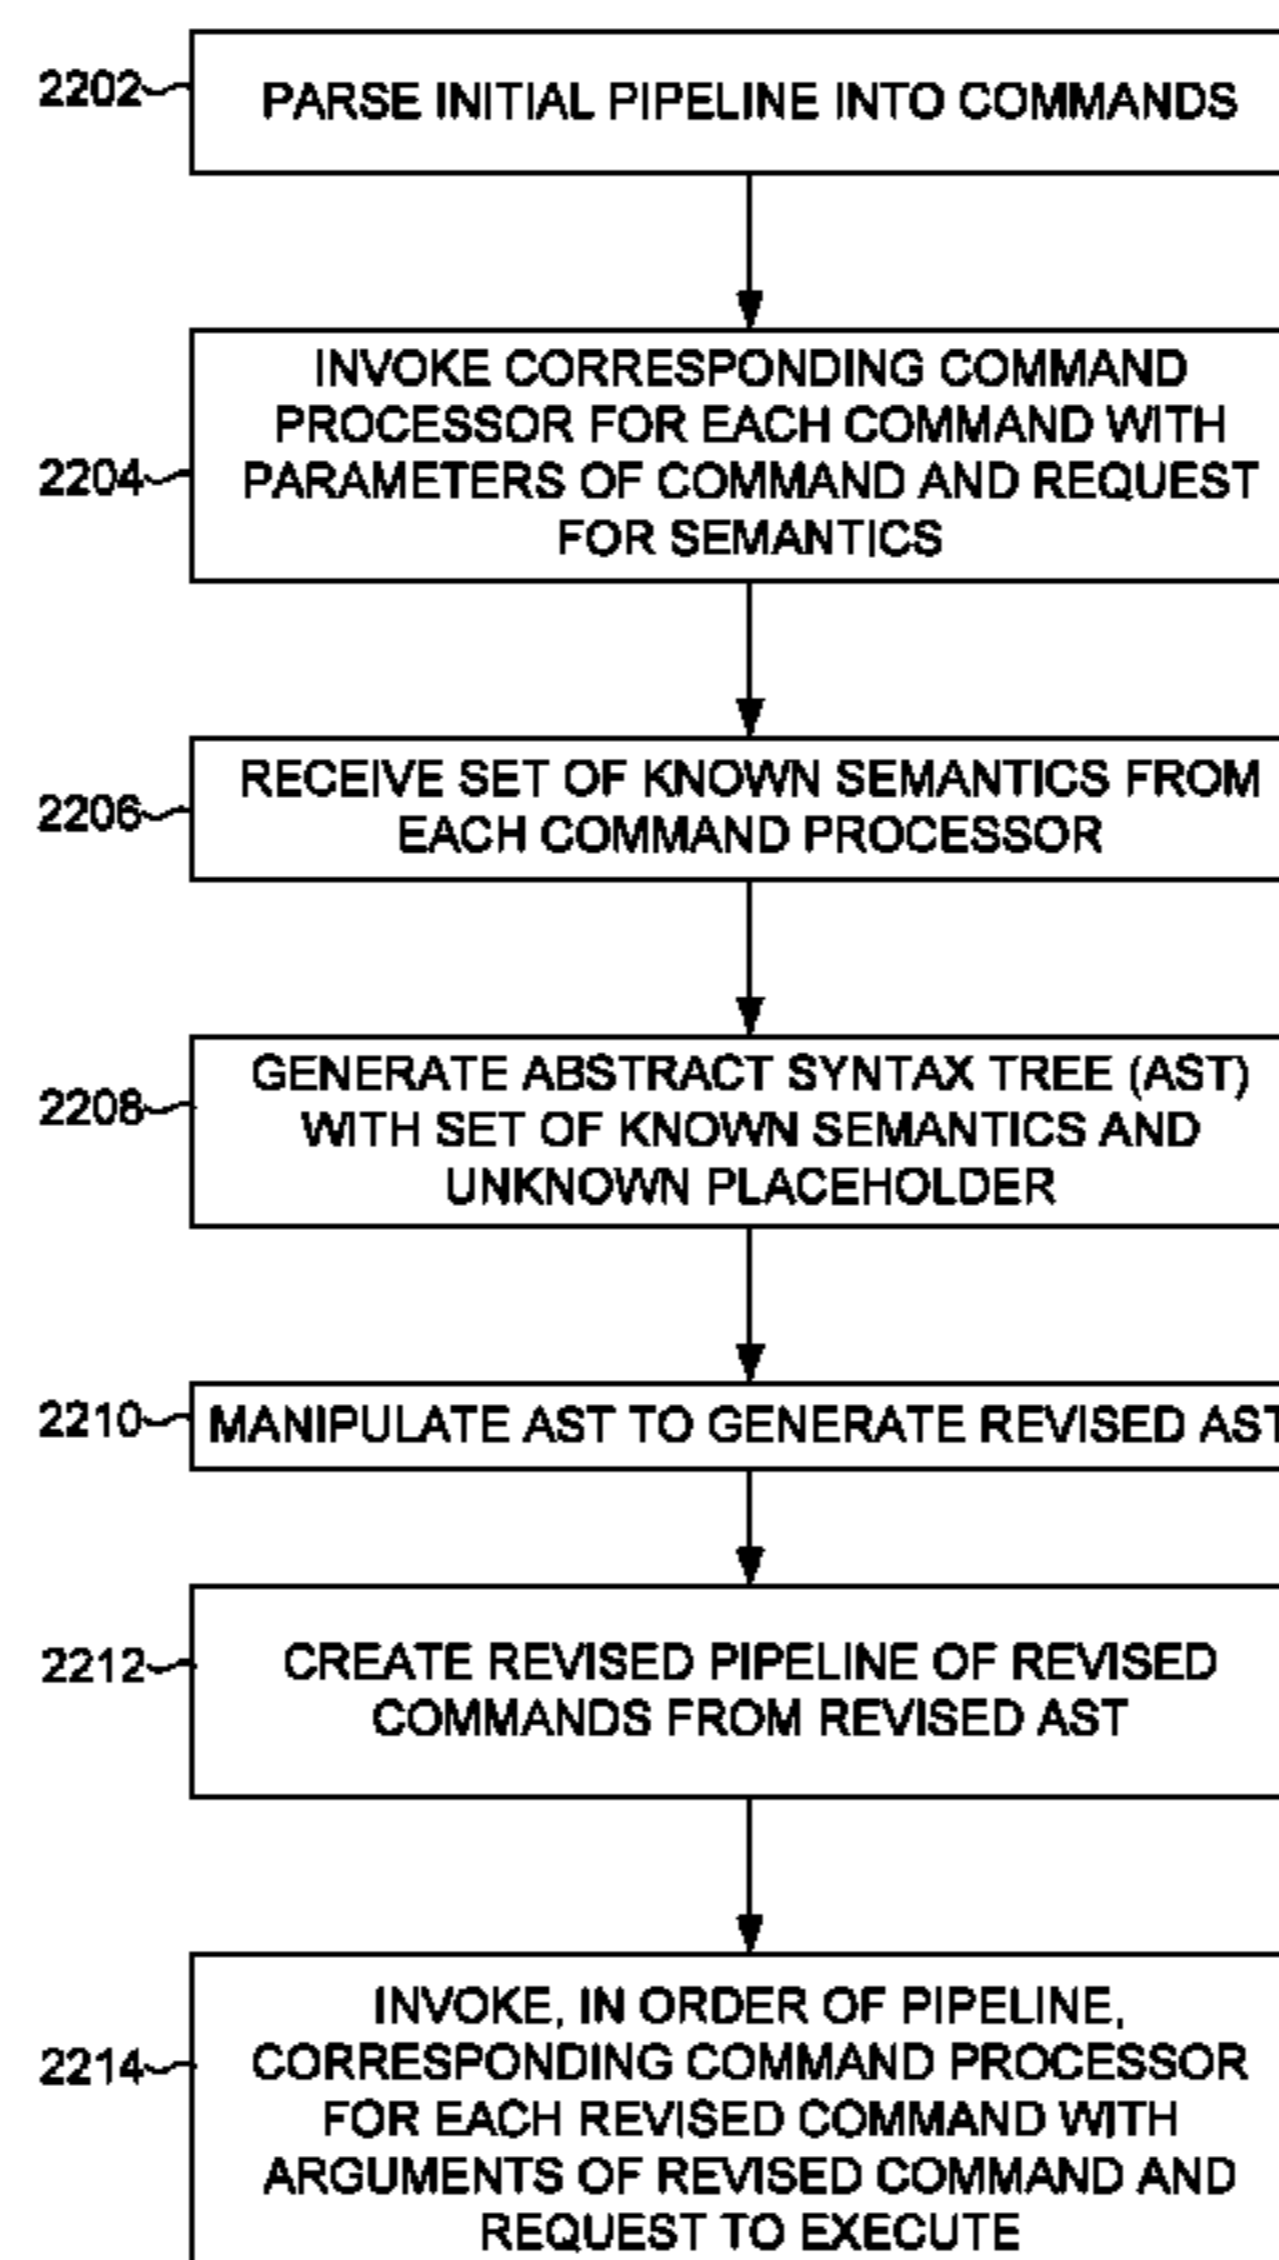 2202
PARSE INITIAL PIPELINE INTO COMMANDS
INVOKE CORRESPONDING COMMAND
PROCESSOR FOR EACH COMMAND WITH
2204
PARAMETERS OF COMMAND AND REQUEST
FOR SEMANTICS
RECEIVE SET OF KNOWN SEMANTICS FROM
2206
EACH COMMAND PROCESSOR
GENERATE ABSTRACT SYNTAX TREE (AST)
2208
WITH SET OF KNOWN SEMANTICS AND
UNKNOWN PLACEHOLDER
2210
MANIPULATE AST TO GENERATE REVISED AST
2212
CREATE REVISED PIPELINE OF REVISED
COMMANDS FROM REVISED AST
INVOKE, IN ORDER OF PIPELINE,
2214
CORRESPONDING COMMAND PROCESSOR
FOR EACH REVISED COMMAND WITH
ARGUMENTS OF REVISED COMMAND AND
REQUEST TO EXECUTE